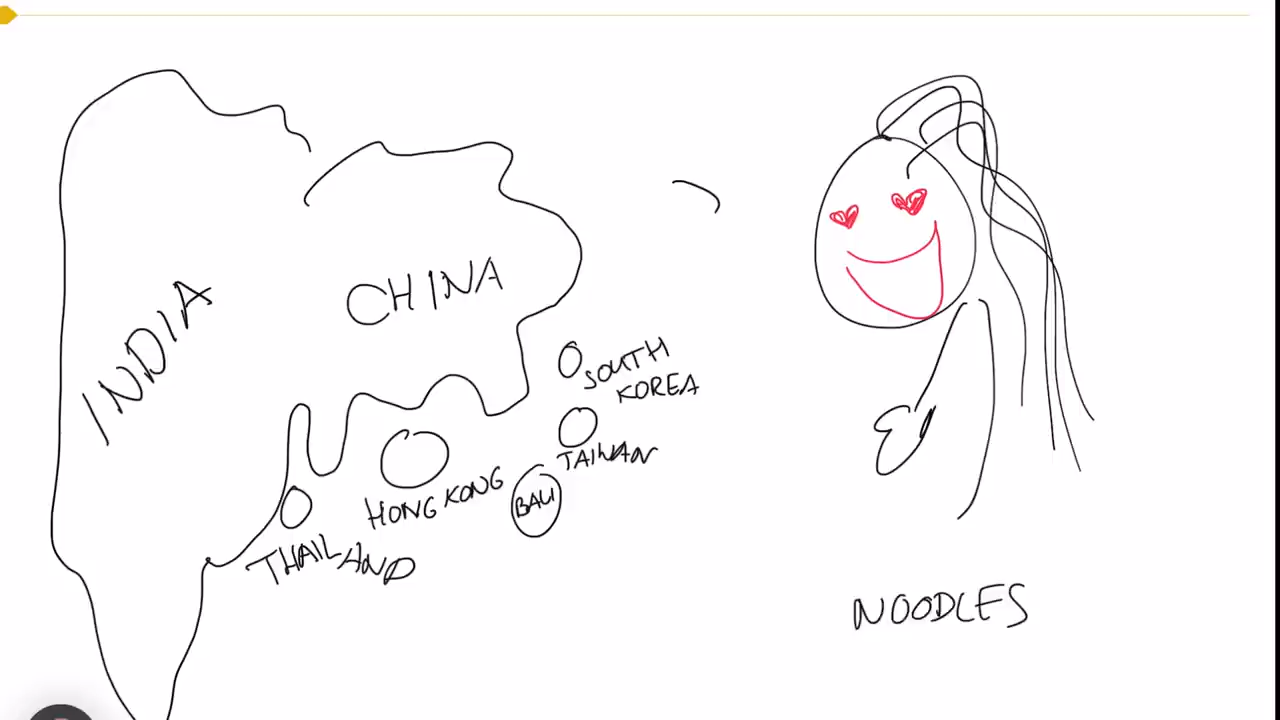 INDIA
CHINA
SOUTH
KOREA
TAIWAN
HONG KONG
BALI
THAILAND
NOODLES